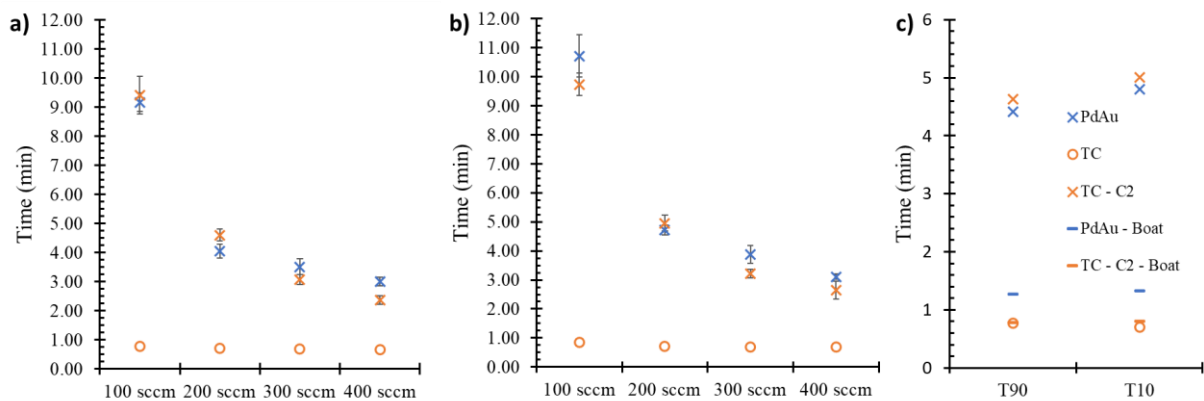 a)
Time (min)
12.00
11.00
10.00
9.00
8.00
7.00
6.00
5.00
4.00
3.00
2.00
1.00
0.00
100 sccm 200 sccm 300 sccm 400 sccm
b)
Time (min)
12.00
11.00
10.00
9.00
8.00
7.00
6.00
5.00
4.00
3.00
2.00
1.00
0.00
100 sccm 200 sccm 300 sccm 400 sccm
c)
Time (min)
6
5
4
3
2
1
0
T90 T10
PdAu
TC
TC - C2
PdAu - Boat
TC - C2 - Boat